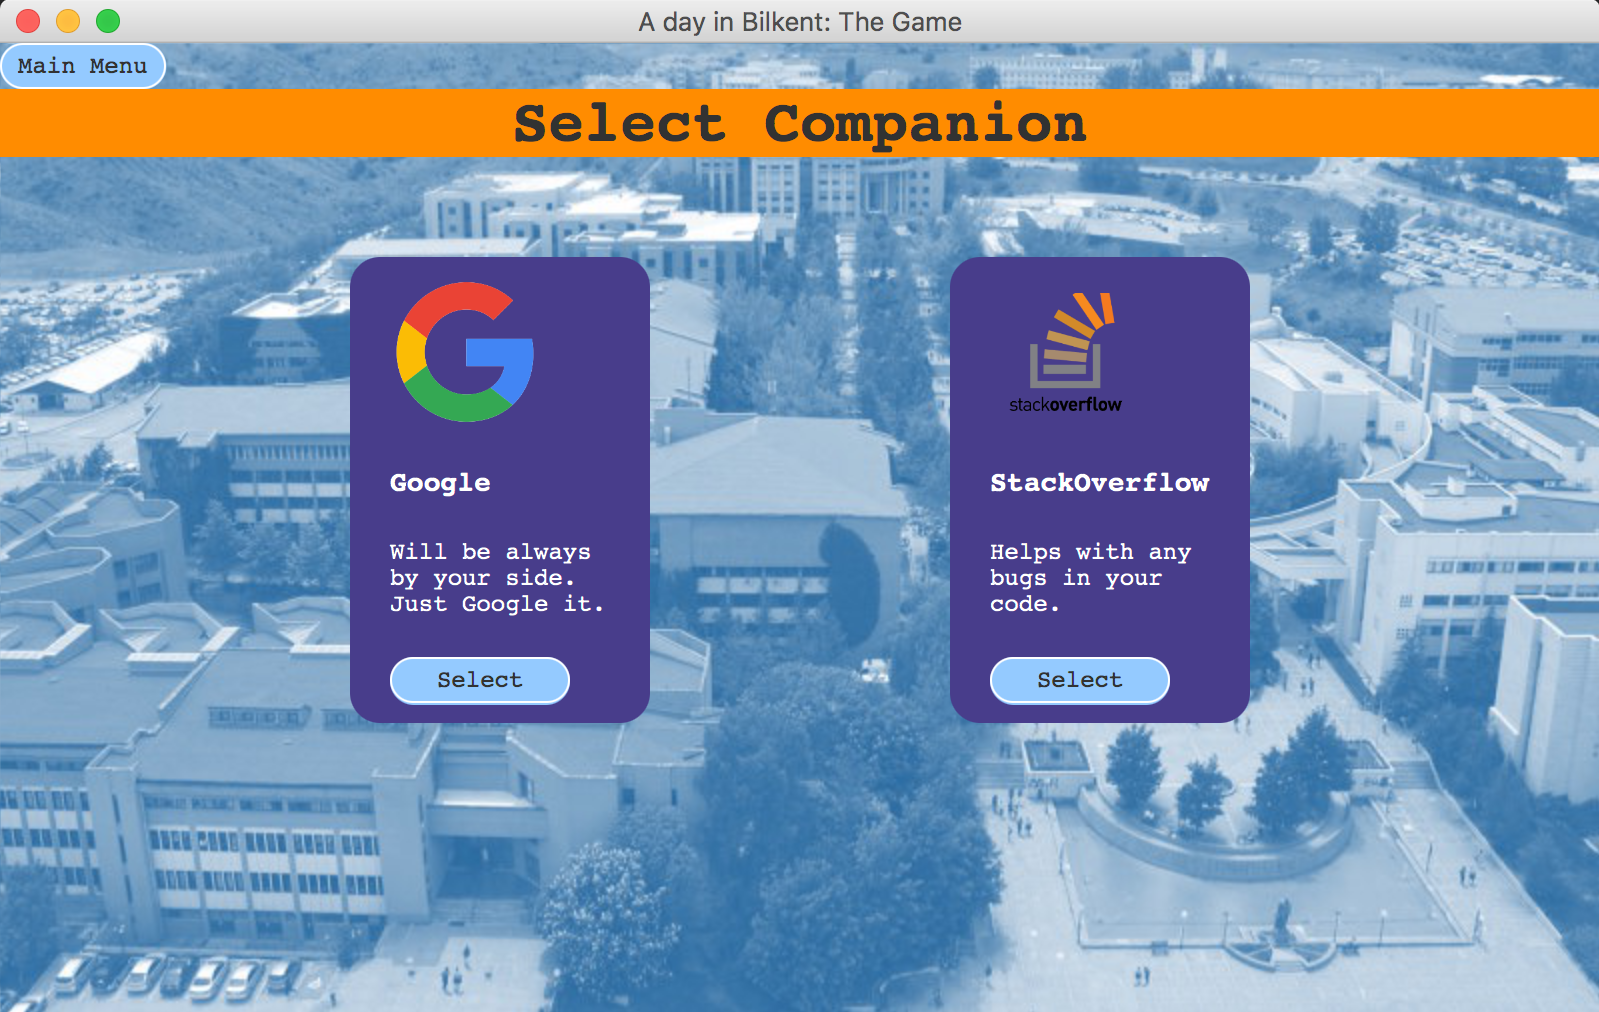 A day in Bilkent: The Game
Main Menu
Select Companion
stackoverflow
Google
StackOverflow
Will be always
by your side.
Just Google it.
Helps with any
bugs in your
code.
Select
Select